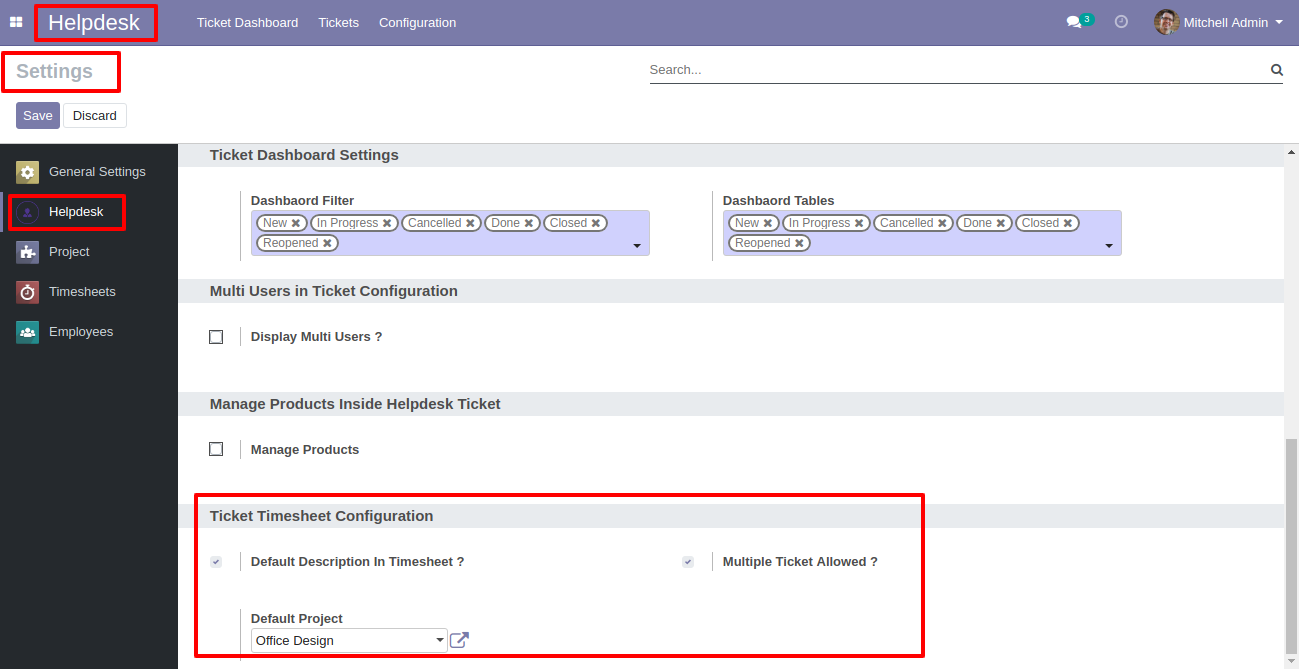 Helpdesk Ticket Dashboard Tickets Configuration 3 Mitchell Admin
Settings Search...
Save Discard
General Settings
Helpdesk
Project
Timesheets
Employees
Ticket Dashboard Settings
Dashbaord Filter
New In Progress Cancelled Done Closed
Reopened
Dashbaord Tables
New In Progress Cancelled Done Closed
Reopened
Multi Users in Ticket Configuration
Display Multi Users ?
Manage Products Inside Helpdesk Ticket
Manage Products
Ticket Timesheet Configuration
Default Description In Timesheet ?
Multiple Ticket Allowed ?
Default Project
Office Design